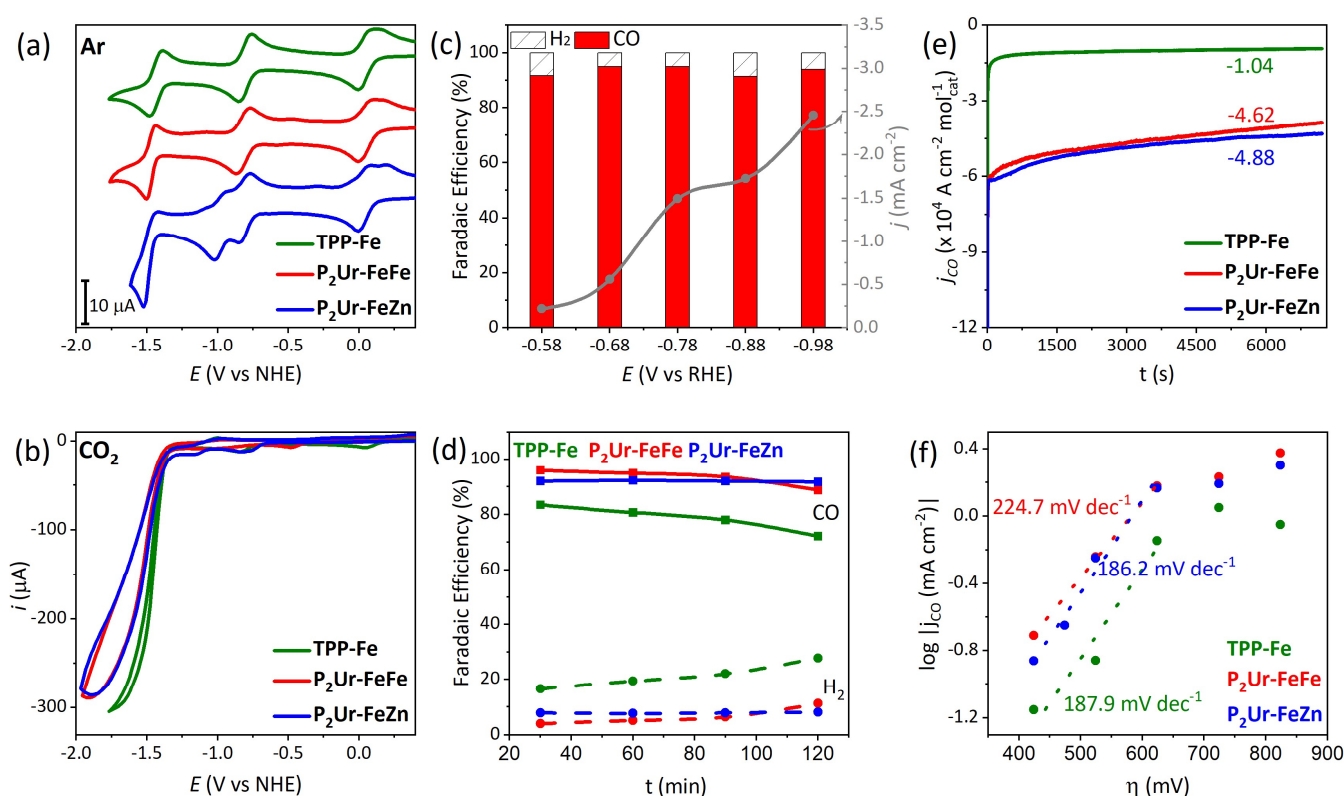 (a)
Ar
TPP-Fe
P₂Ur-FeFe
P₂Ur-FeZn
10 μA
-2.0 -1.5 -1.0 -0.5 0.0
E (V vs NHE)
(b)
CO₂
0
-100
-200
-300
i (μA)
TPP-Fe
P₂Ur-FeFe
P₂Ur-FeZn
-2.0 -1.5 -1.0 -0.5 0.0
E (V vs NHE)
(c)
H₂ CO
100
80
60
40
20
0
Faradaic Efficiency (%)
-3.5
-3.0
-2.5
-2.0
-1.5
-1.0
-0.5
0.0
j (mA cm⁻²)
-0.58 -0.68 -0.78 -0.88 -0.98
E (V vs RHE)
(d)
TPP-Fe P₂Ur-FeFe P₂Ur-FeZn
100
80
60
40
20
0
Faradaic Efficiency (%)
CO
H₂
20 40 60 80 100 120
t (min)
(e)
0
-3
-6
-9
-12
j_CO (x 10⁴ A cm⁻² mol⁻¹_cat)
-1.04
-4.62
-4.88
TPP-Fe
P₂Ur-FeFe
P₂Ur-FeZn
0 1500 3000 4500 6000
t (s)
(f)
0.4
0.0
-0.4
-0.8
-1.2
log |j_CO (mA cm⁻²)|
224.7 mV dec⁻¹
186.2 mV dec⁻¹
187.9 mV dec⁻¹
TPP-Fe
P₂Ur-FeFe
P₂Ur-FeZn
400 500 600 700 800 900
η (mV)